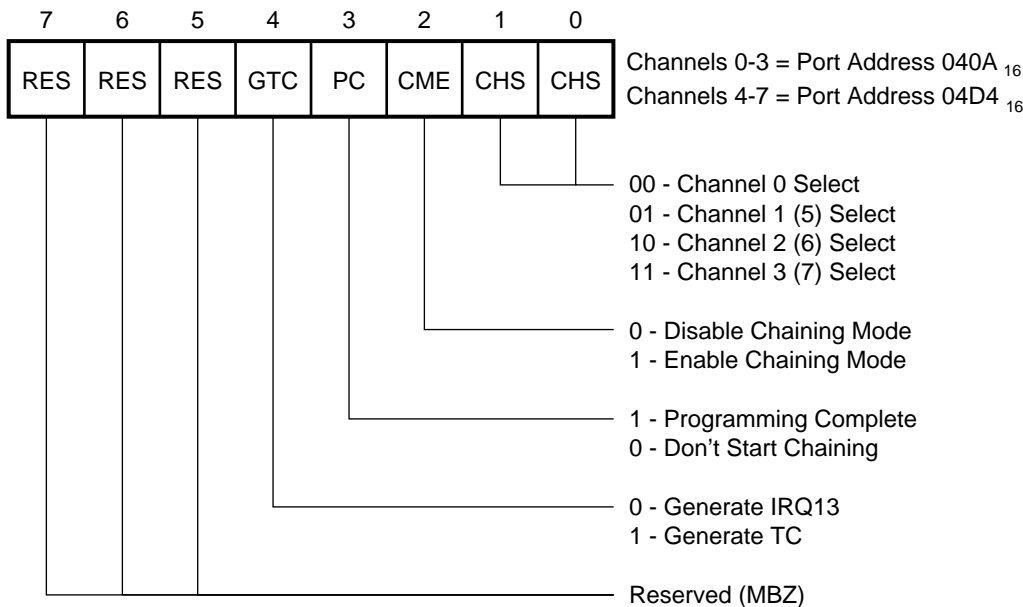 7 6 5 4 3 2 1 0
RES RES RES GTC PC CME CHS CHS
Channels 0-3 = Port Address 040A 16
Channels 4-7 = Port Address 04D4 16
00 - Channel 0 Select
01 - Channel 1 (5) Select
10 - Channel 2 (6) Select
11 - Channel 3 (7) Select
0 - Disable Chaining Mode
1 - Enable Chaining Mode
1 - Programming Complete
0 - Don't Start Chaining
0 - Generate IRQ13
1 - Generate TC
Reserved (MBZ)